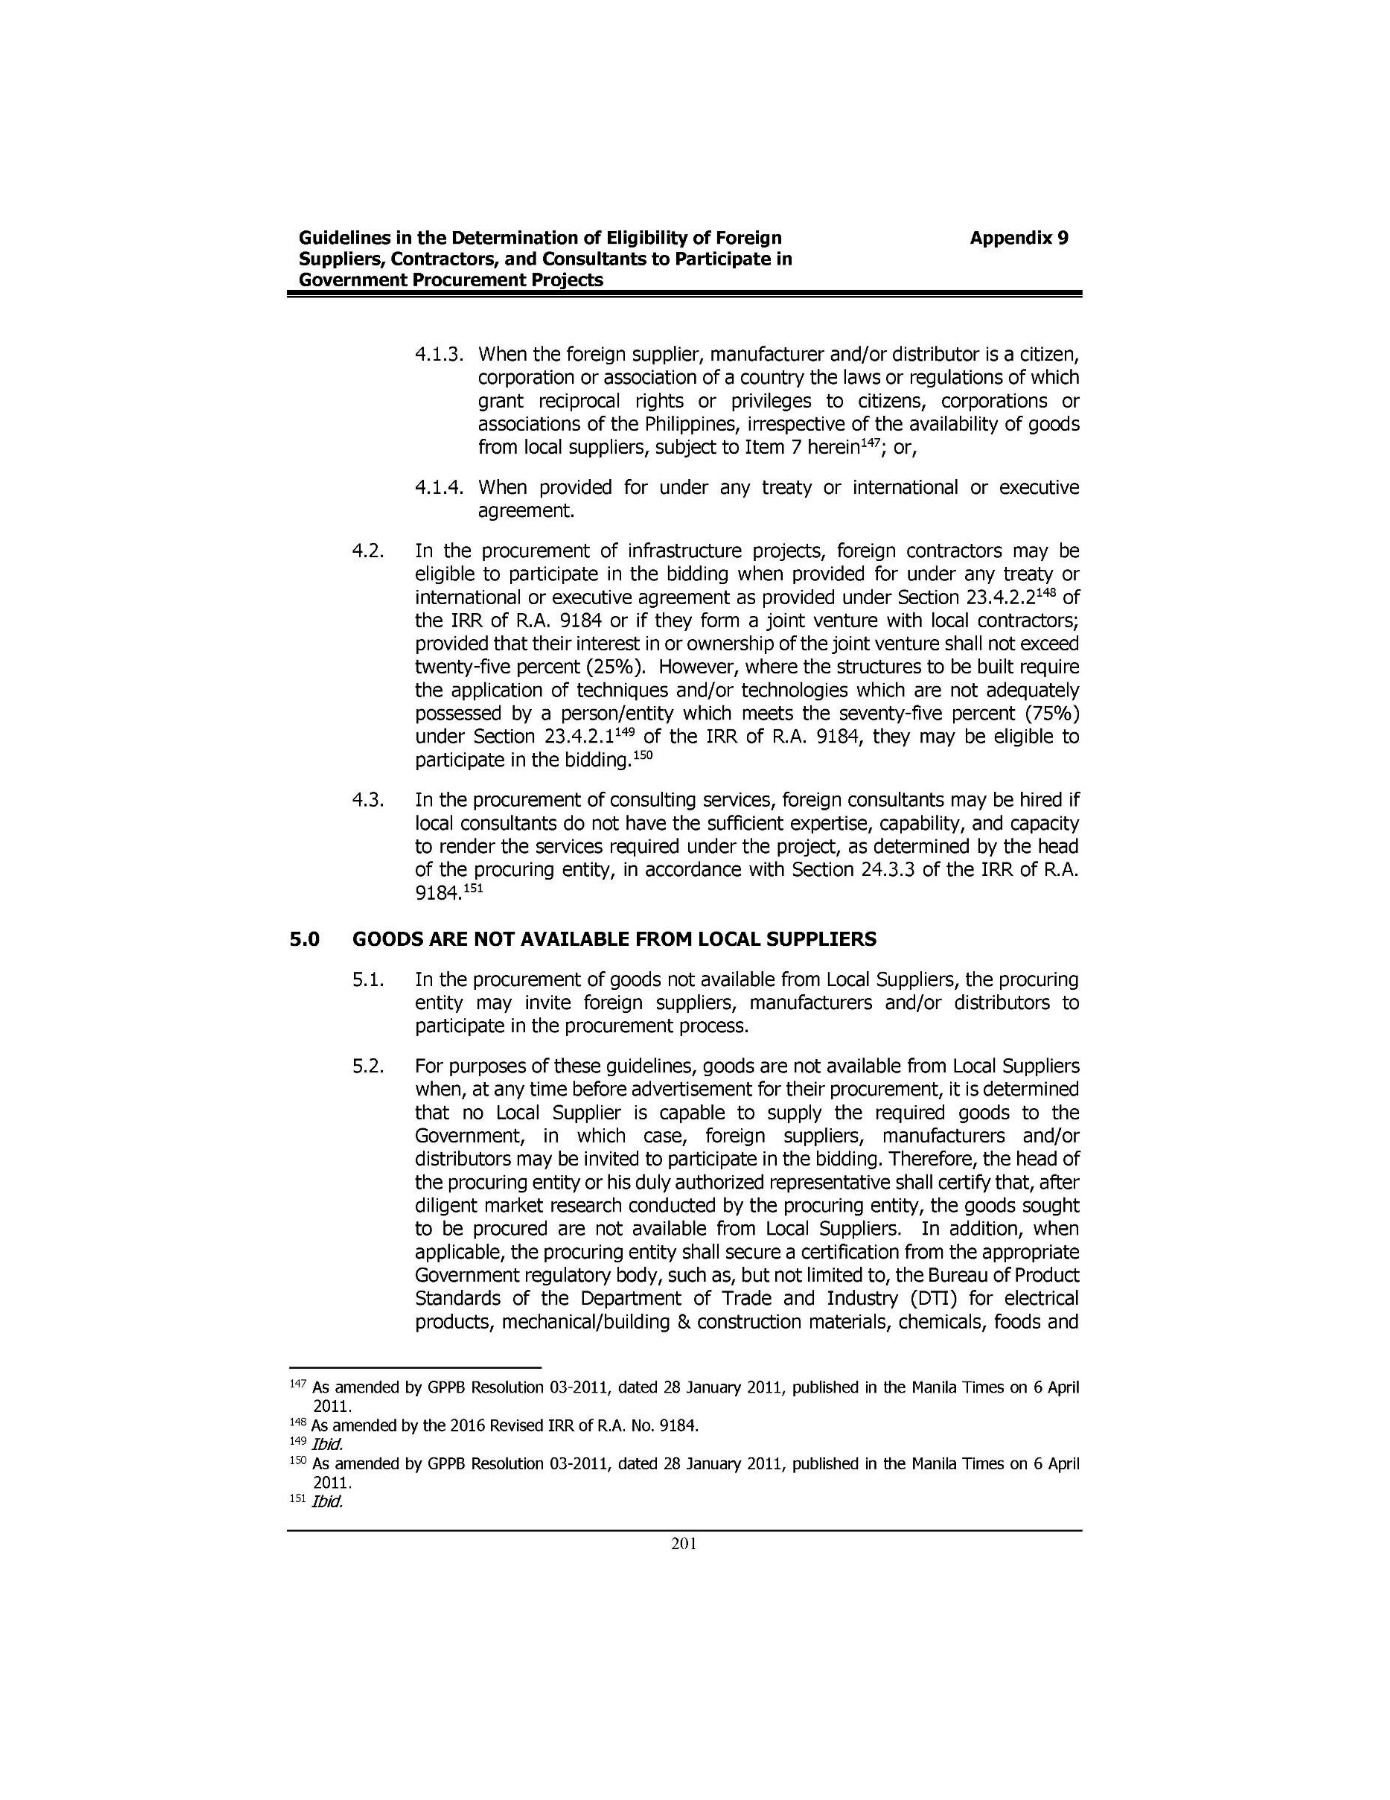 Guidelines in the Determination of Eligibility of Foreign Appendix 9
Suppliers, Contractors, and Consultants to Participate in
Government Procurement Projects
4.1.3. When the foreign supplier, manufacturer and/or distributor is a citizen,
corporation or association of a country the laws or regulations of which
grant reciprocal rights or privileges to citizens, corporations or
associations of the Philippines, irrespective of the availability of goods
from local suppliers, subject to Item 7 herein147; or,
4.1.4. When provided for under any treaty or international or executive
agreement.
4.2. In the procurement of infrastructure projects, foreign contractors may be
eligible to participate in the bidding when provided for under any treaty or
international or executive agreement as provided under Section 23.4.2.2148 of
the IRR of R.A. 9184 or if they form a joint venture with local contractors;
provided that their interest in or ownership of the joint venture shall not exceed
twenty-five percent (25%). However, where the structures to be built require
the application of techniques and/or technologies which are not adequately
possessed by a person/entity which meets the seventy-five percent (75%)
under Section 23.4.2.1149 of the IRR of R.A. 9184, they may be eligible to
participate in the bidding.150
4.3. In the procurement of consulting services, foreign consultants may be hired if
local consultants do not have the sufficient expertise, capability, and capacity
to render the services required under the project, as determined by the head
of the procuring entity, in accordance with Section 24.3.3 of the IRR of R.A.
9184.151
5.0 GOODS ARE NOT AVAILABLE FROM LOCAL SUPPLIERS
5.1. In the procurement of goods not available from Local Suppliers, the procuring
entity may invite foreign suppliers, manufacturers and/or distributors to
participate in the procurement process.
5.2. For purposes of these guidelines, goods are not available from Local Suppliers
when, at any time before advertisement for their procurement, it is determined
that no Local Supplier is capable to supply the required goods to the
Government, in which case, foreign suppliers, manufacturers and/or
distributors may be invited to participate in the bidding. Therefore, the head of
the procuring entity or his duly authorized representative shall certify that, after
diligent market research conducted by the procuring entity, the goods sought
to be procured are not available from Local Suppliers. In addition, when
applicable, the procuring entity shall secure a certification from the appropriate
Government regulatory body, such as, but not limited to, the Bureau of Product
Standards of the Department of Trade and Industry (DTI) for electrical
products, mechanical/building & construction materials, chemicals, foods and
147 As amended by GPPB Resolution 03-2011, dated 28 January 2011, published in the Manila Times on 6 April
2011.
148 As amended by the 2016 Revised IRR of R.A. No. 9184.
149 Ibid.
150 As amended by GPPB Resolution 03-2011, dated 28 January 2011, published in the Manila Times on 6 April
2011.
151 Ibid.
201